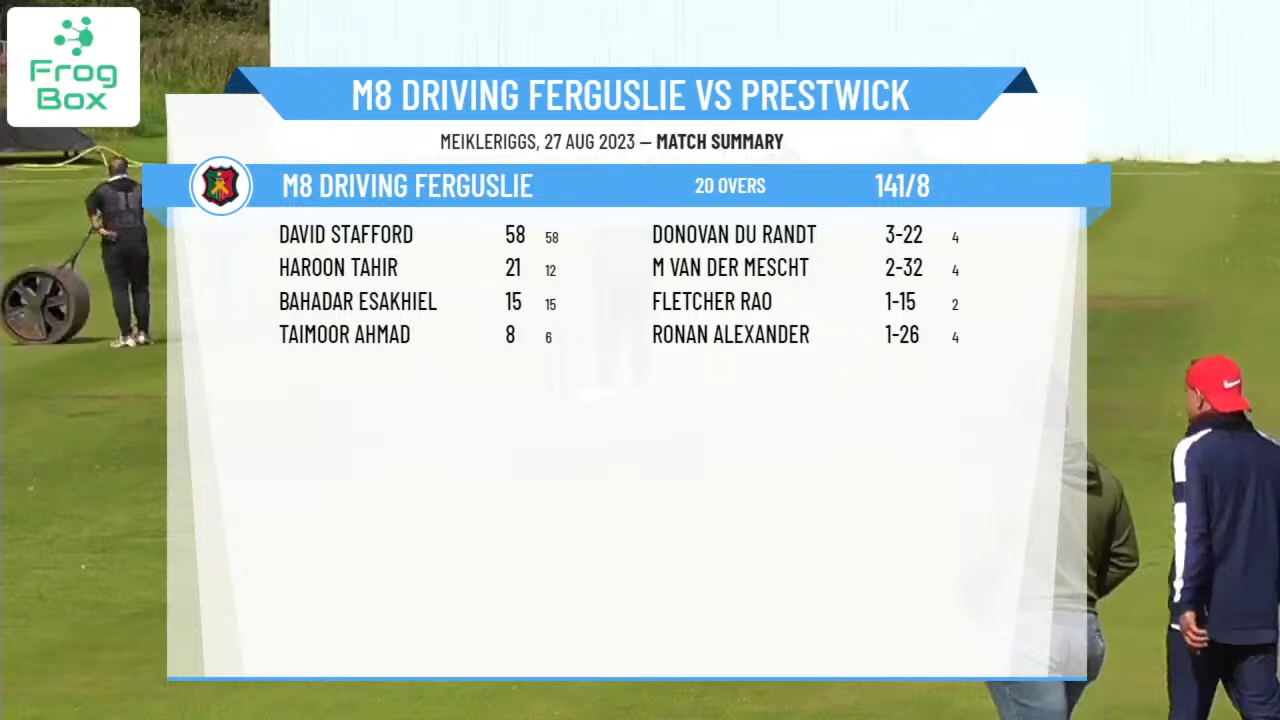 Frog
Box
M8 DRIVING FERGUSLIE VS PRESTWICK
MEIKLERIGGS, 27 AUG 2023 – MATCH SUMMARY
M8 DRIVING FERGUSLIE 20 OVERS 141/8
DAVID STAFFORD 58 58 DONOVAN DU RANDT 3-22 4
HAROON TAHIR 21 12 M VAN DER MESCHT 2-32 4
BAHADAR ESAKHIEL 15 15 FLETCHER RAO 1-15 2
TAIMOOR AHMAD 8 6 RONAN ALEXANDER 1-26 4